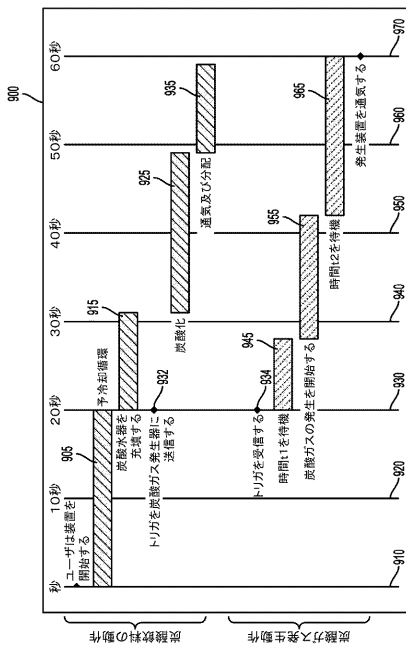 900
秒
10秒
20秒
30秒
40秒
50秒
60秒
ユーザは装置を
開始する
905
予冷却循環
炭酸水器を
充填する
915
トリガを炭酸ガス発生器に
送信する
932
炭酸化
925
通気及び分配
935
炭酸飲料の動作
トリガを受信する
934
時間t1を待機
945
炭酸ガスの発生を開始する
955
時間t2を待機
965
発生装置を通気する
炭酸ガス発生動作
910
920
930
940
950
960
970